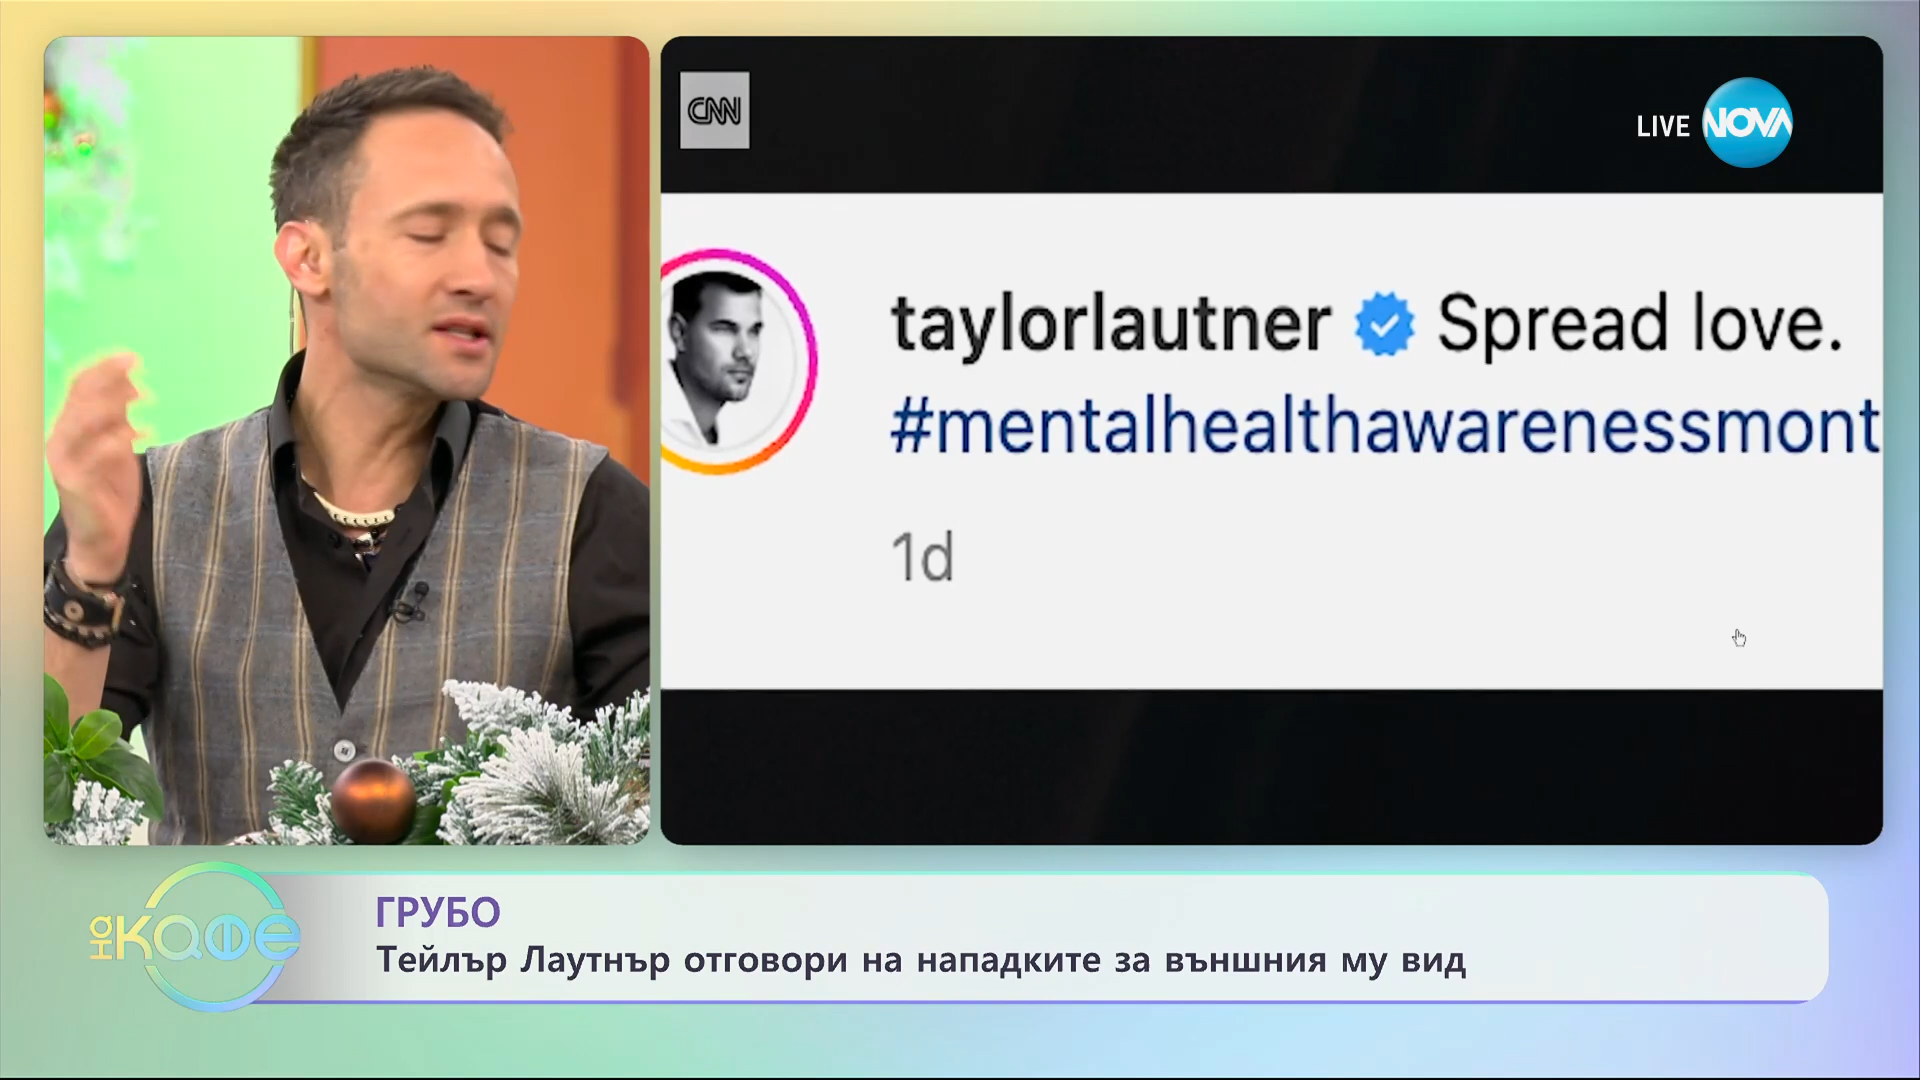 CNN
LIVE NOVA
taylorlautner Spread love.
#mentalhealthawarenessmont
1d
на кафе
ГРУБО
Тейлър Лаутнър отговори на нападките за външния му вид